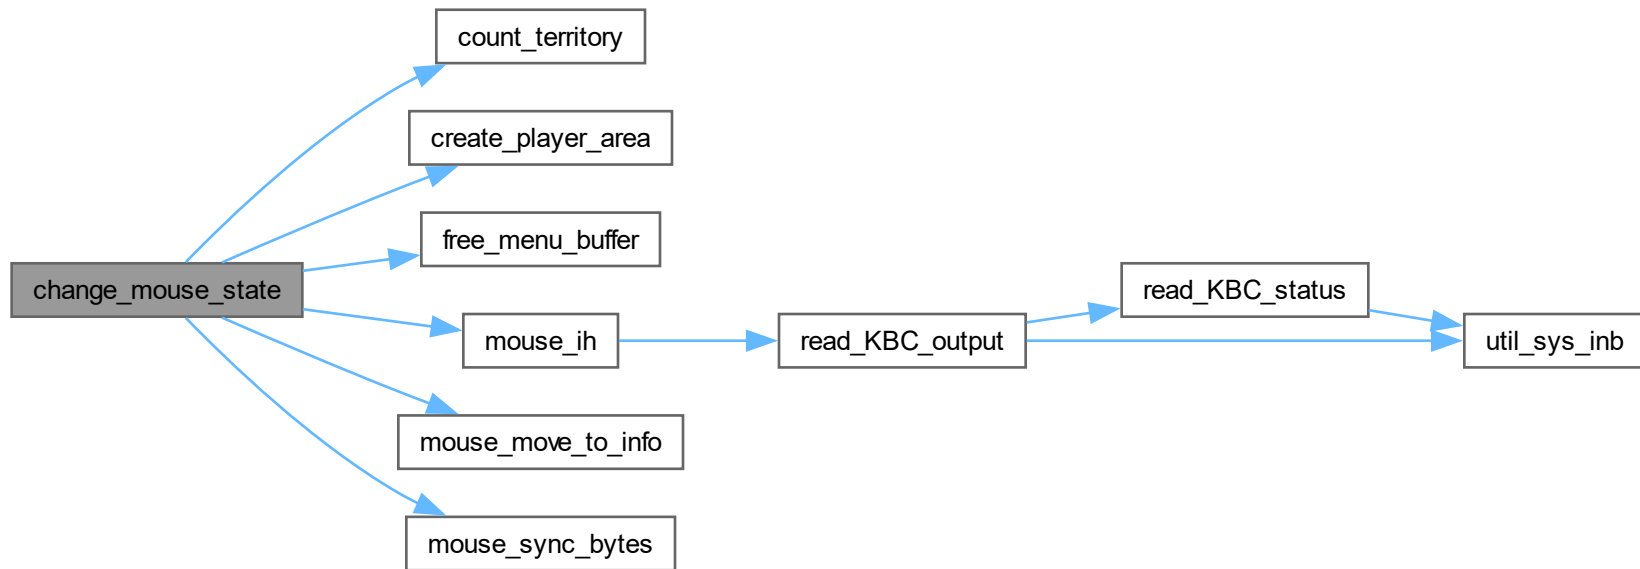 count_territory
create_player_area
free_menu_buffer
change_mouse_state
mouse_ih
read_KBC_output
read_KBC_status
util_sys_inb
mouse_move_to_info
mouse_sync_bytes